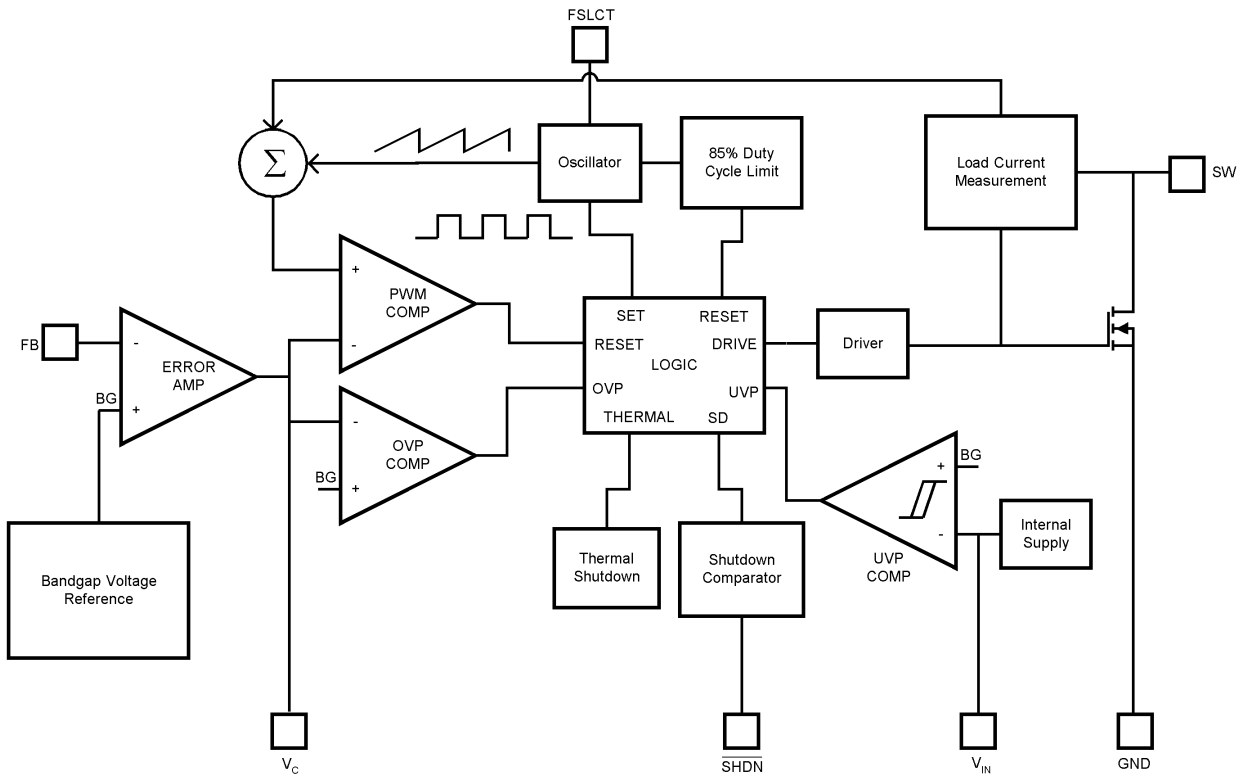 FSLCT
Σ
Oscillator
85% Duty
Cycle Limit
Load Current
Measurement
SW
+
PWM
COMP
-
SET
RESET
RESET
DRIVE
LOGIC
OVP
UVP
THERMAL
SD
Driver
FB
-
ERROR
AMP
BG
+
-
OVP
COMP
BG
+
BG
+
-
UVP
COMP
Internal
Supply
Bandgap Voltage
Reference
Thermal
Shutdown
Shutdown
Comparator
VC
SHDN
VIN
GND